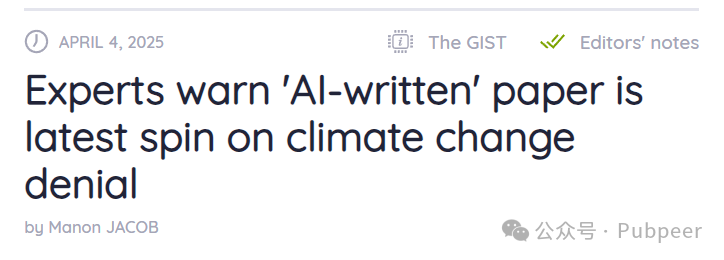 APRIL 4, 2025 The GIST Editors' notes
Experts warn 'AI-written' paper is
latest spin on climate change
denial
by Manon JACOB
公众号 · Pubpeer